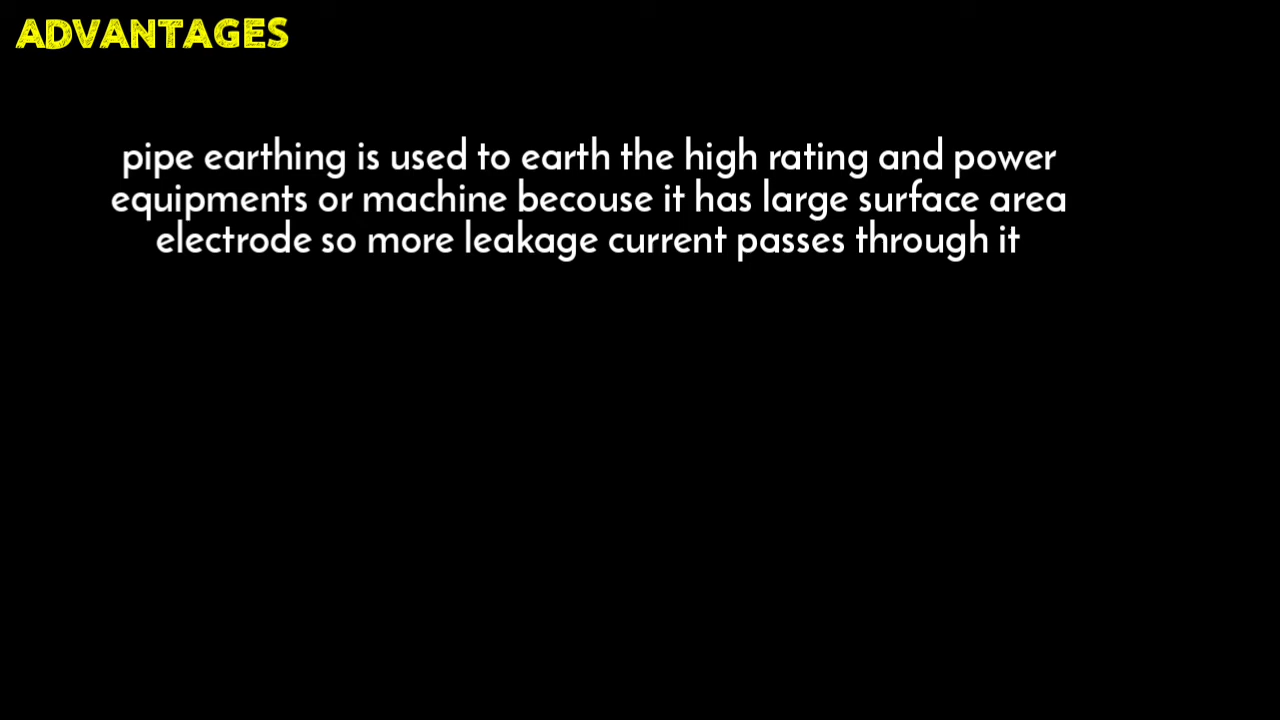 ADVANTAGES
pipe earthing is used to earth the high rating and power
equipments or machine becouse it has large surface area
electrode so more leakage current passes through it